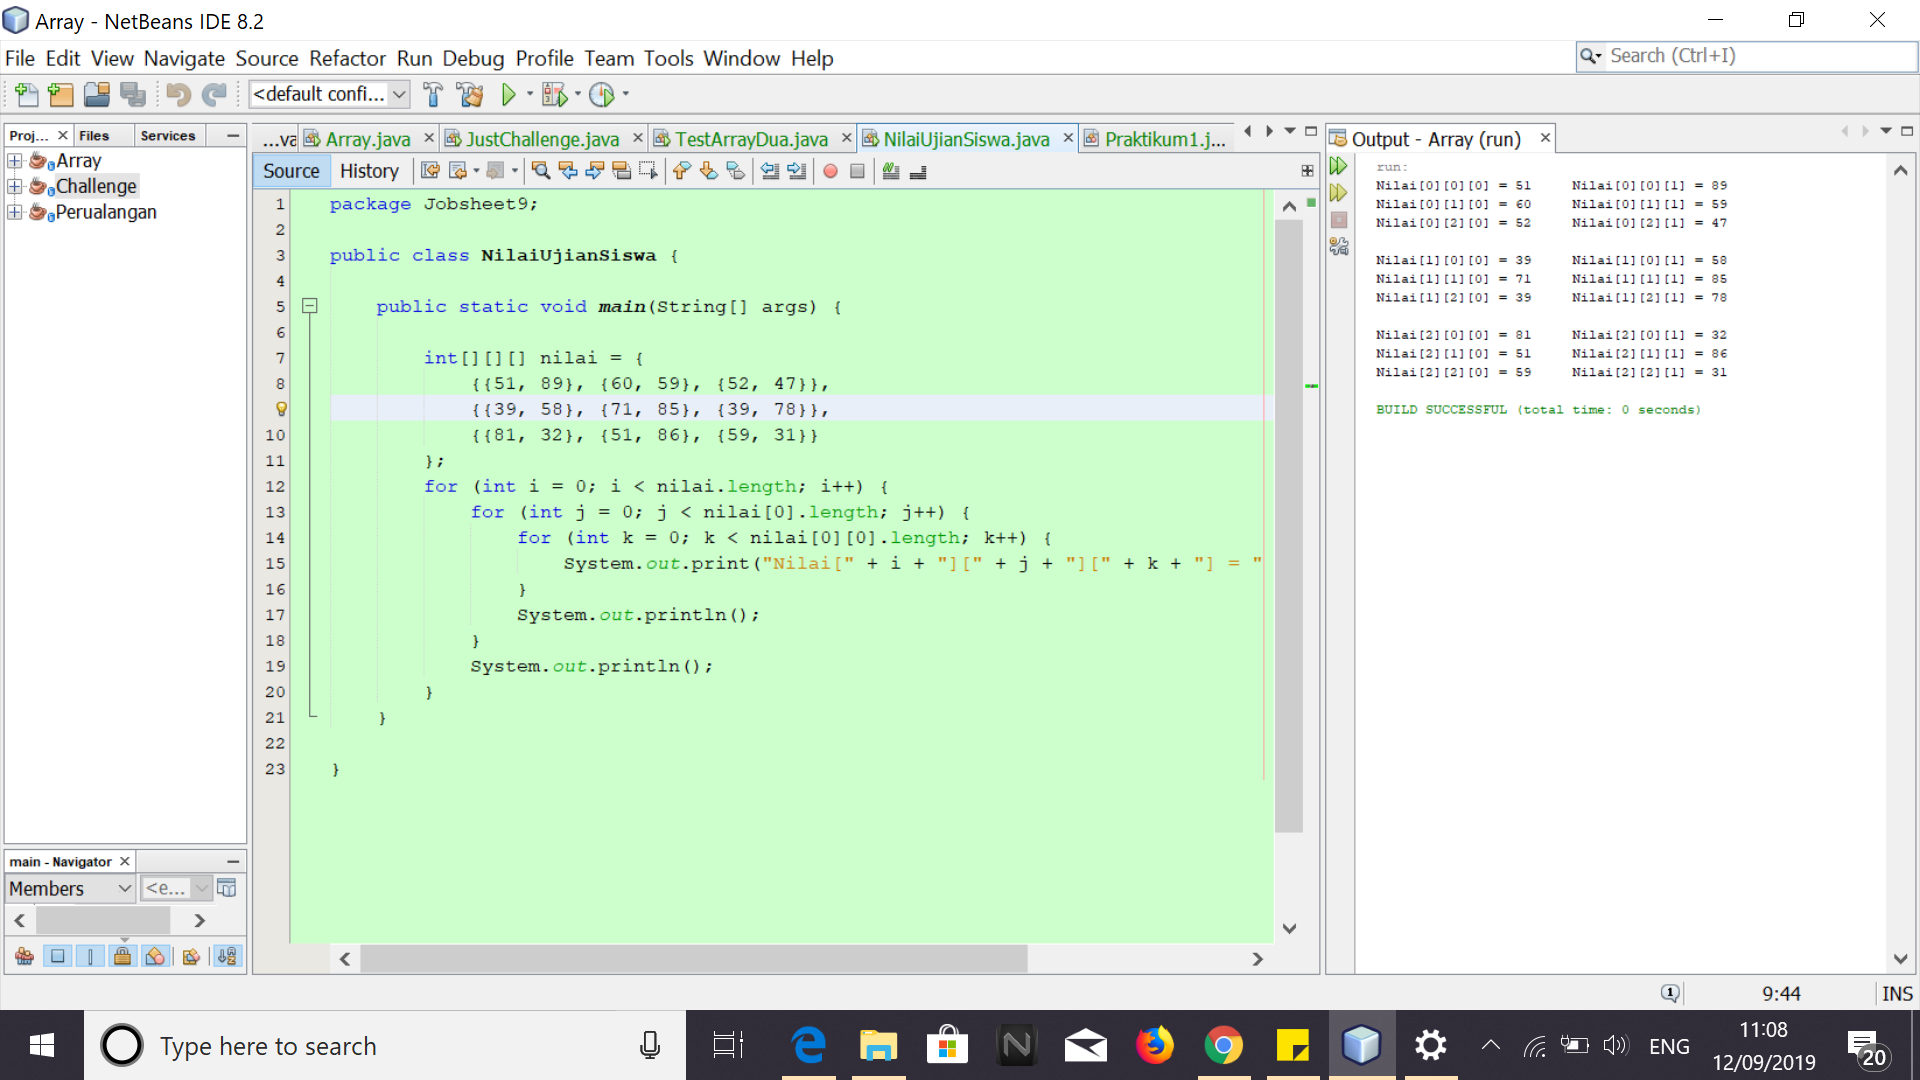 Array - NetBeans IDE 8.2
File Edit View Navigate Source Refactor Run Debug Profile Team Tools Window Help
Search (Ctrl+I)
<default confi...
Proj... Files Services
Array
Challenge
Perualangan
...va Array.java JustChallenge.java TestArrayDua.java NilaiUjianSiswa.java Praktikum1.j...
Source History
1 package Jobsheet9;
2
3 public class NilaiUjianSiswa {
4
5 public static void main(String[] args) {
6
7 int[][][] nilai = {
8 {{51, 89}, {60, 59}, {52, 47}},
{{39, 58}, {71, 85}, {39, 78}},
10 {{81, 32}, {51, 86}, {59, 31}}
11 };
12 for (int i = 0; i < nilai.length; i++) {
13 for (int j = 0; j < nilai[0].length; j++) {
14 for (int k = 0; k < nilai[0][0].length; k++) {
15 System.out.print("Nilai[" + i + "][" + j + "][" + k + "] = "
16 }
17 System.out.println();
18 }
19 System.out.println();
20 }
21 }
22
23 }
Output - Array (run)
run:
Nilai[0][0][0] = 51 Nilai[0][0][1] = 89
Nilai[0][1][0] = 60 Nilai[0][1][1] = 59
Nilai[0][2][0] = 52 Nilai[0][2][1] = 47
Nilai[1][0][0] = 39 Nilai[1][0][1] = 58
Nilai[1][1][0] = 71 Nilai[1][1][1] = 85
Nilai[1][2][0] = 39 Nilai[1][2][1] = 78
Nilai[2][0][0] = 81 Nilai[2][0][1] = 32
Nilai[2][1][0] = 51 Nilai[2][1][1] = 86
Nilai[2][2][0] = 59 Nilai[2][2][1] = 31
BUILD SUCCESSFUL (total time: 0 seconds)
main - Navigator
Members <e...
1 9:44 INS
Type here to search
ENG
11:08
12/09/2019
20